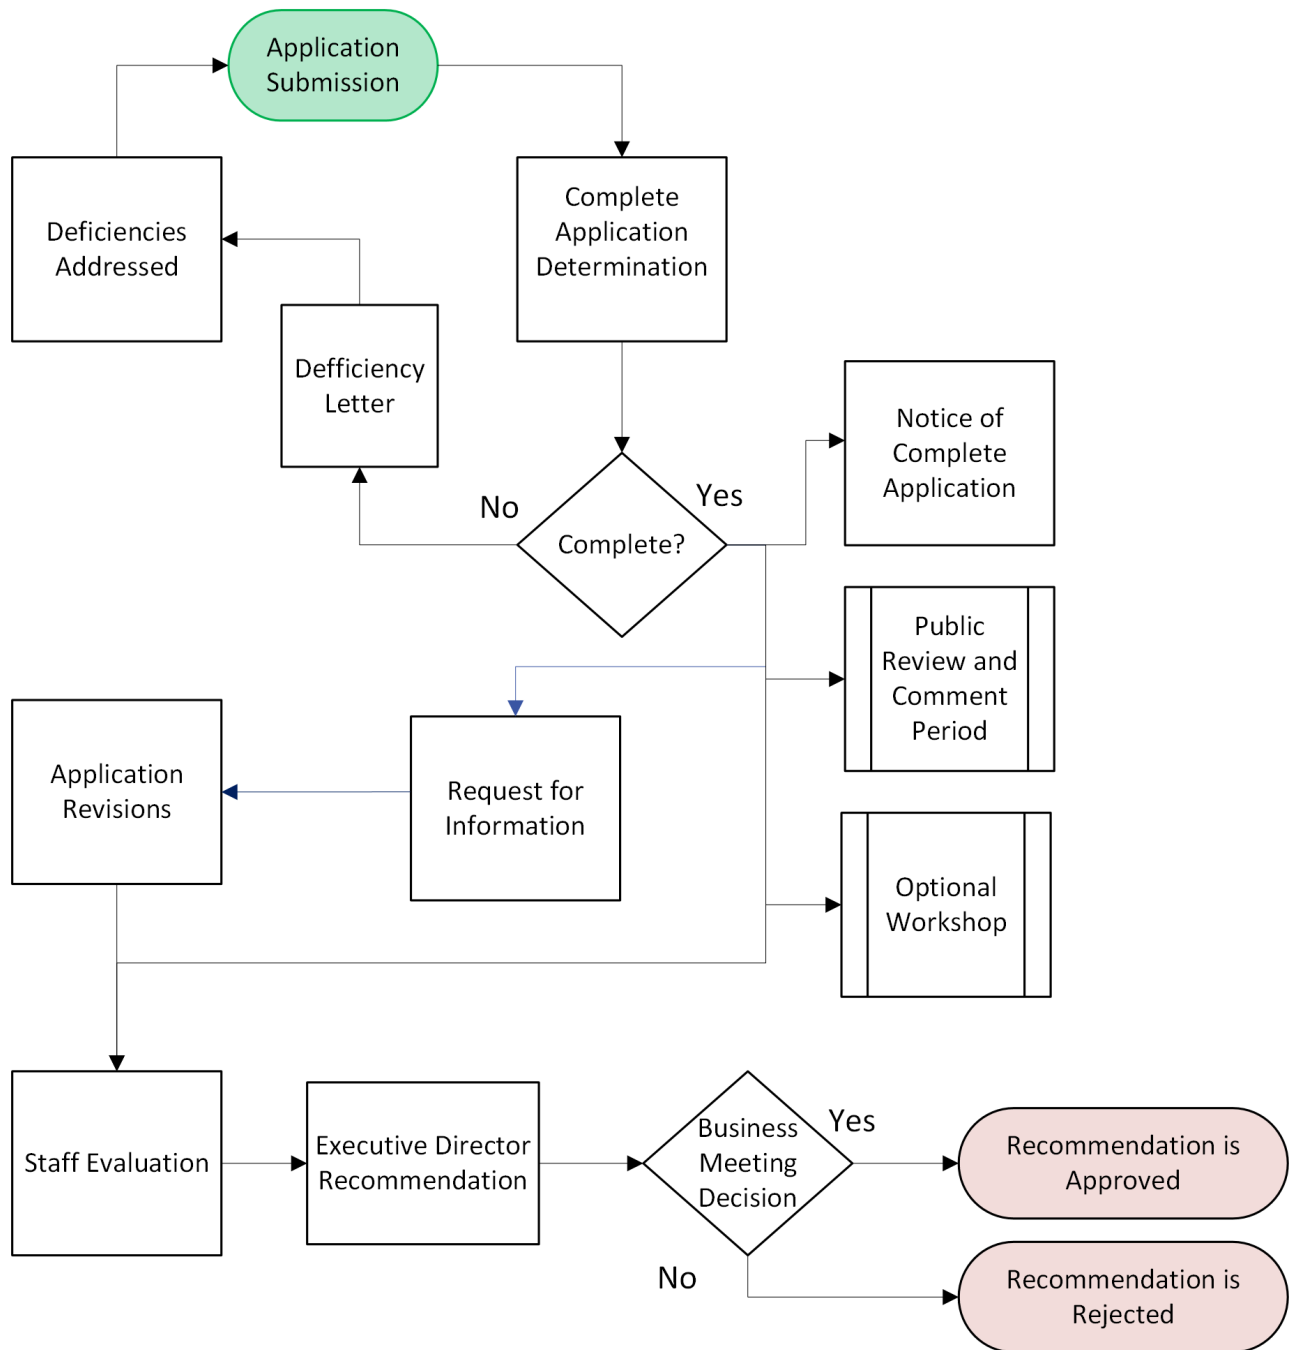 Application
Submission
Deficiencies
Addressed
Complete
Application
Determination
Defficiency
Letter
Notice of
Complete
Application
No
Yes
Complete?
Public
Review and
Comment
Period
Application
Revisions
Request for
Information
Optional
Workshop
Staff Evaluation
Executive Director
Recommendation
Business
Meeting
Decision
Yes
No
Recommendation is
Approved
Recommendation is
Rejected